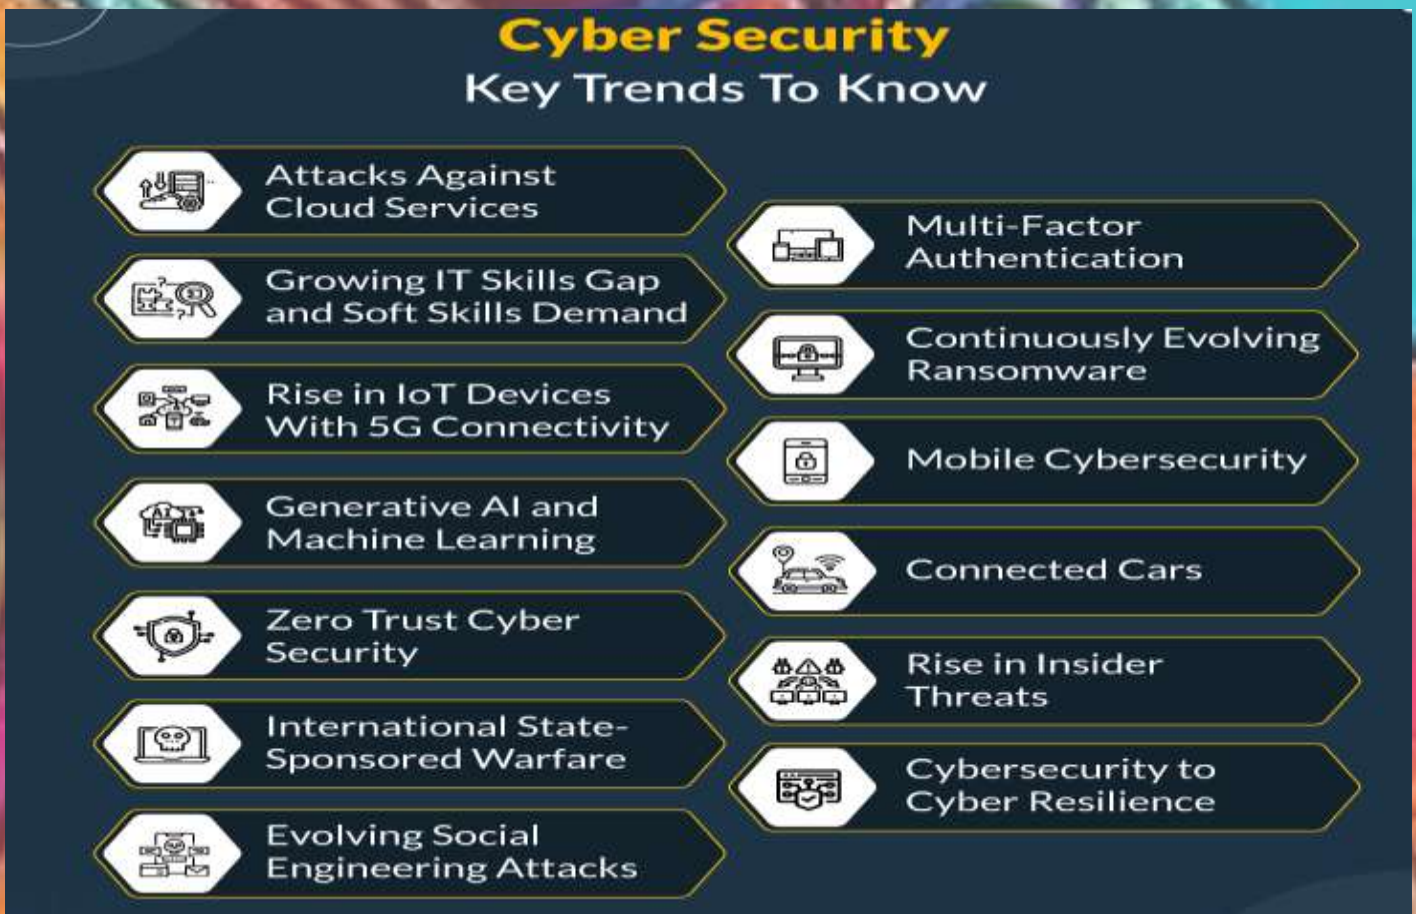 Cyber Security
Key Trends To Know
Attacks Against
Cloud Services
Growing IT Skills Gap
and Soft Skills Demand
Rise in IoT Devices
With 5G Connectivity
Generative AI and
Machine Learning
Zero Trust Cyber
Security
International State-
Sponsored Warfare
Evolving Social
Engineering Attacks
Multi-Factor
Authentication
Continuously Evolving
Ransomware
Mobile Cybersecurity
Connected Cars
Rise in Insider
Threats
Cybersecurity to
Cyber Resilience